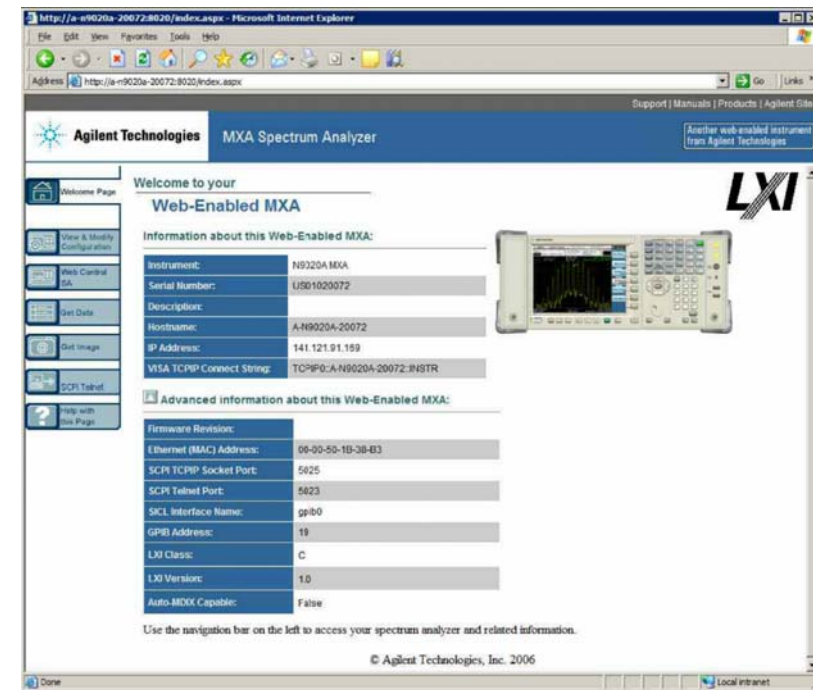 http://a-n9020a-20072:8020/index.aspx - Microsoft Internet Explorer
File Edit View Favorites Tools Help
Address http://a-n9020a-20072:8020/index.aspx Go Links
Support | Manuals | Products | Agilent Site
Agilent Technologies MXA Spectrum Analyzer
Another web-enabled instrument
from Agilent Technologies
Welcome Page
View & Modify
Configuration
Web Control
SA
Get Data
Get Image
SCPI Telnet
Help with
this Page
Welcome to your
Web-Enabled MXA
LXI
Information about this Web-Enabled MXA:
Instrument: N9020A MXA
Serial Number: US01020072
Description:
Hostname: A-N9020A-20072
IP Address: 141.121.91.169
VISA TCPIP Connect String: TCPIP0::A-N9020A-20072::INSTR
Advanced information about this Web-Enabled MXA:
Firmware Revision:
Ethernet (MAC) Address: 00-00-50-1B-38-B3
SCPI TCPIP Socket Port: 5025
SCPI Telnet Port: 5023
SICL Interface Name: gpib0
GPIB Address: 19
LXI Class: C
LXI Version: 1.0
Auto-MDIX Capable: False
Use the navigation bar on the left to access your spectrum analyzer and related information.
© Agilent Technologies, Inc. 2006
Done Local intranet